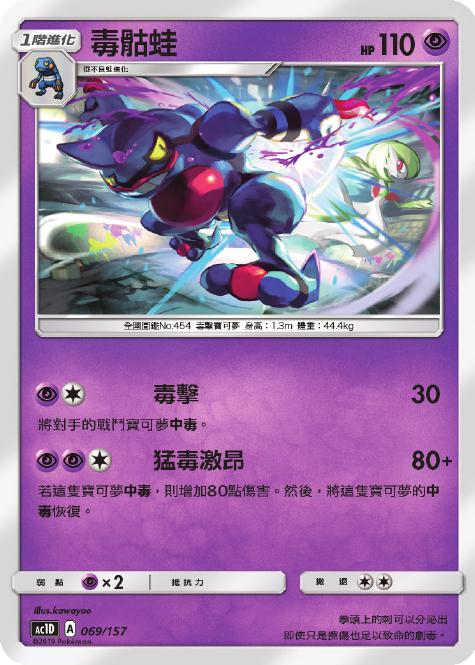 1階進化 毒骷蛙 HP 110
從不良蛙進化
全國圖鑑No.454 毒擊寶可夢 身高：1.3m 體重：44.4kg
毒擊 30
將對手的戰鬥寶可夢中毒。
猛毒激昂 80+
若這隻寶可夢中毒，則增加80點傷害。然後，將這隻寶可夢的中
毒恢復。
弱點 ×2 抵抗力 撤退
illus.kawayoo
AC1D A 069/157
©2019 Pokémon
拳頭上的刺可以分泌出
即使只是擦傷也足以致命的劇毒。